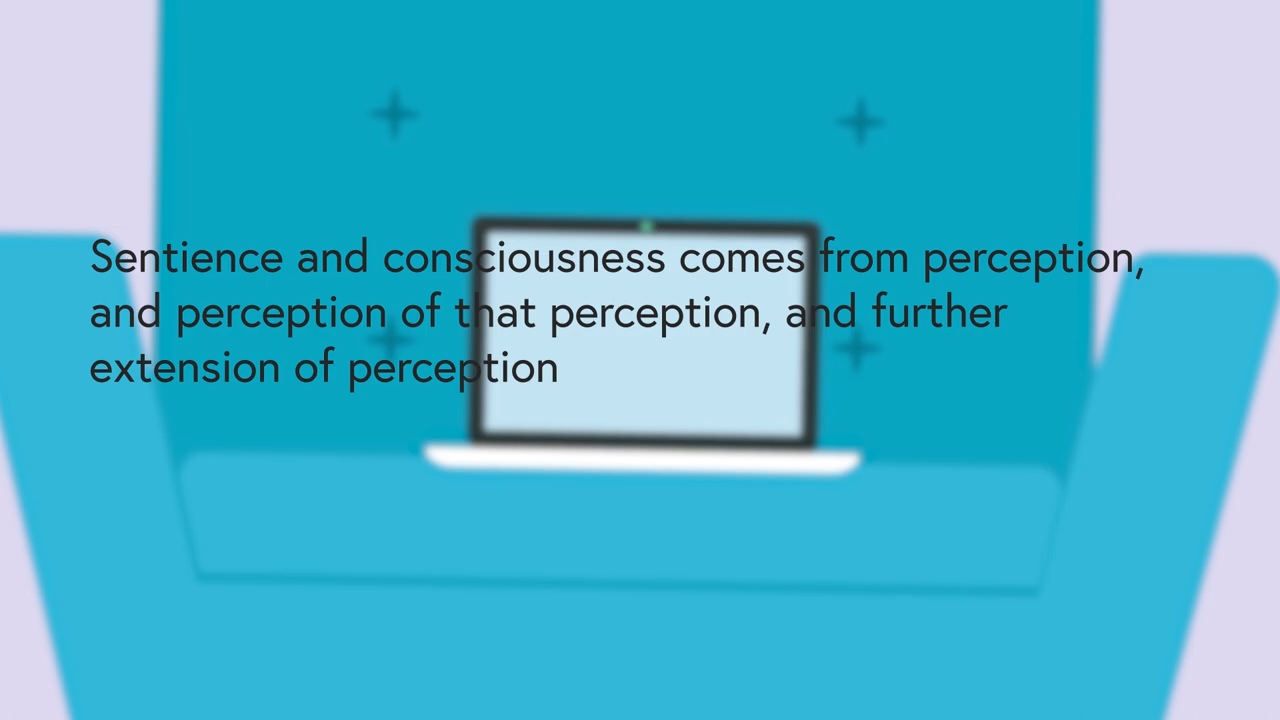 Sentience and consciousness comes from perception,
and perception of that perception, and further
extension of perception